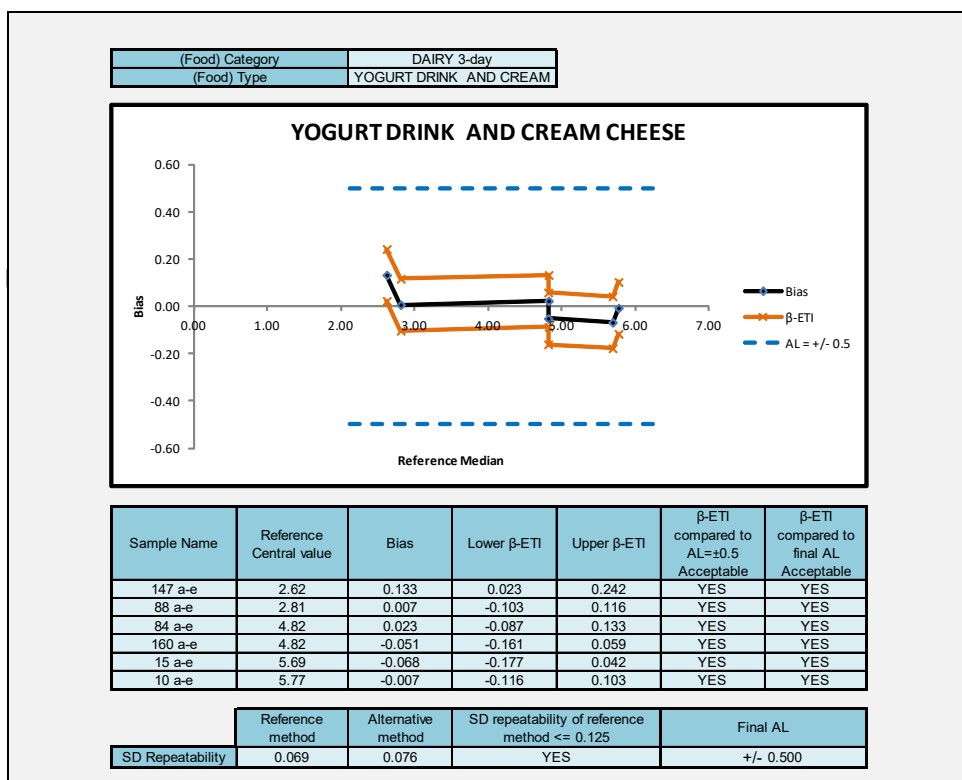 (Food) Category DAIRY 3-day
(Food) Type YOGURT DRINK AND CREAM
YOGURT DRINK AND CREAM CHEESE
0.60
0.40
0.20
0.00
-0.20
-0.40
-0.60
Bias
0.00 1.00 2.00 3.00 4.00 5.00 6.00 7.00
Reference Median
Bias
β-ETI
AL = +/- 0.5
Sample Name Reference Central value Bias Lower β-ETI Upper β-ETI β-ETI compared to AL=±0.5 Acceptable β-ETI compared to final AL Acceptable
147 a-e 2.62 0.133 0.023 0.242 YES YES
88 a-e 2.81 0.007 -0.103 0.116 YES YES
84 a-e 4.82 0.023 -0.087 0.133 YES YES
160 a-e 4.82 -0.051 -0.161 0.059 YES YES
15 a-e 5.69 -0.068 -0.177 0.042 YES YES
10 a-e 5.77 -0.007 -0.116 0.103 YES YES
Reference method Alternative method SD repeatability of reference method <= 0.125 Final AL
SD Repeatability 0.069 0.076 YES +/- 0.500